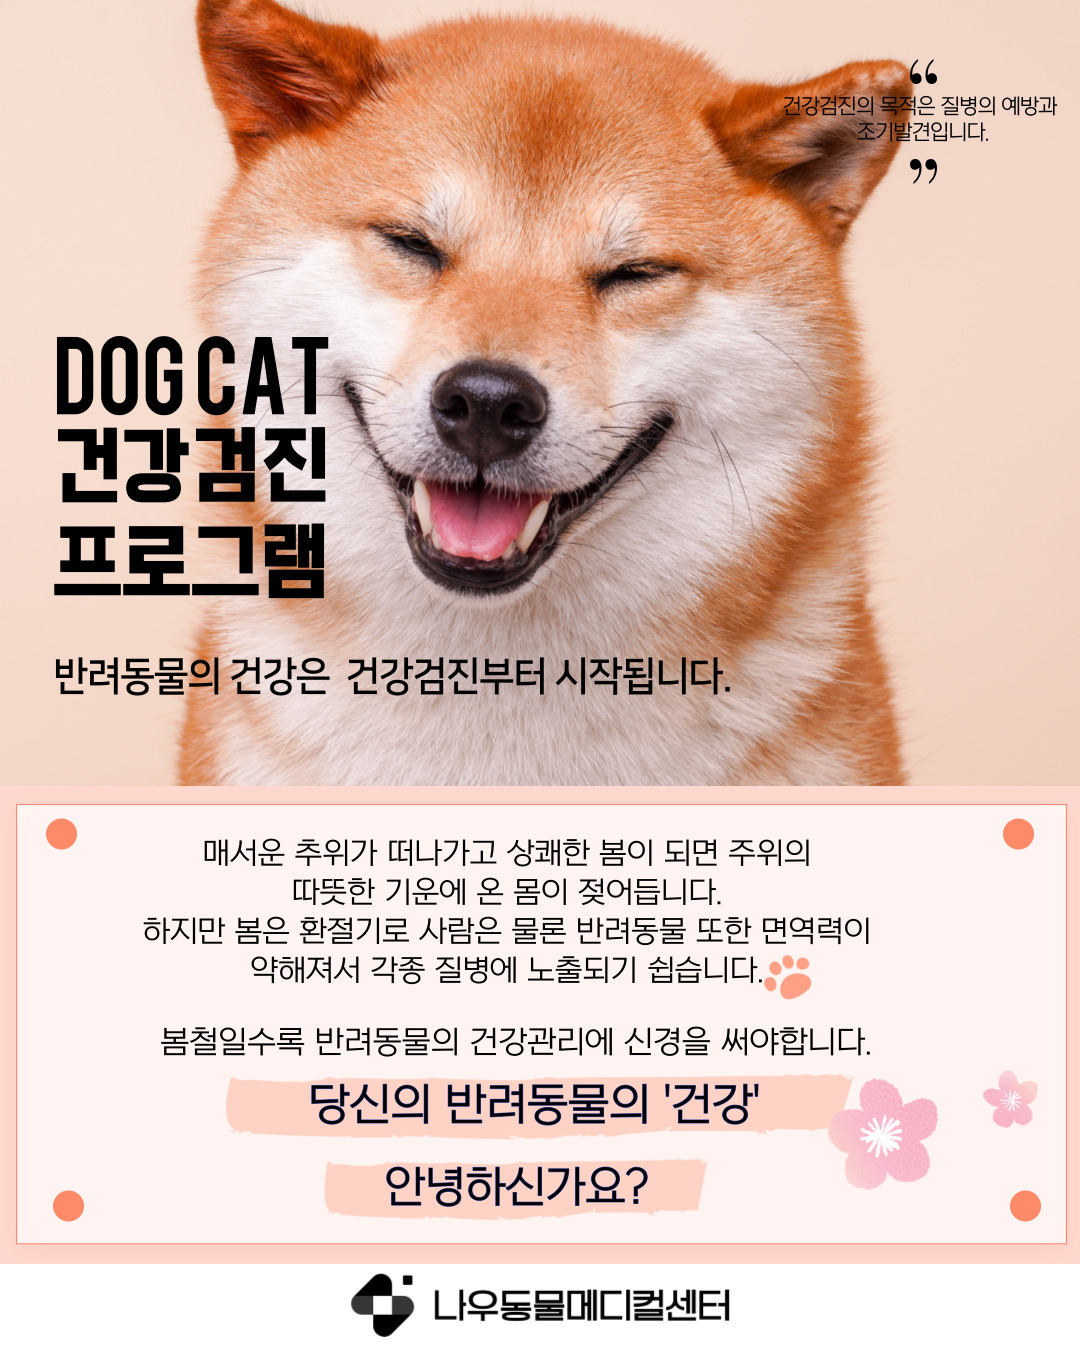 “
건강검진의 목적은 질병의 예방과
조기발견입니다.
”
DOG CAT
건강검진
프로그램
반려동물의 건강은 건강검진부터 시작됩니다.
매서운 추위가 떠나가고 상쾌한 봄이 되면 주위의
따뜻한 기운에 온 몸이 젖어듭니다.
하지만 봄은 환절기로 사람은 물론 반려동물 또한 면역력이
약해져서 각종 질병에 노출되기 쉽습니다.
봄철일수록 반려동물의 건강관리에 신경을 써야합니다.
당신의 반려동물의 '건강'
안녕하신가요?
나우동물메디컬센터